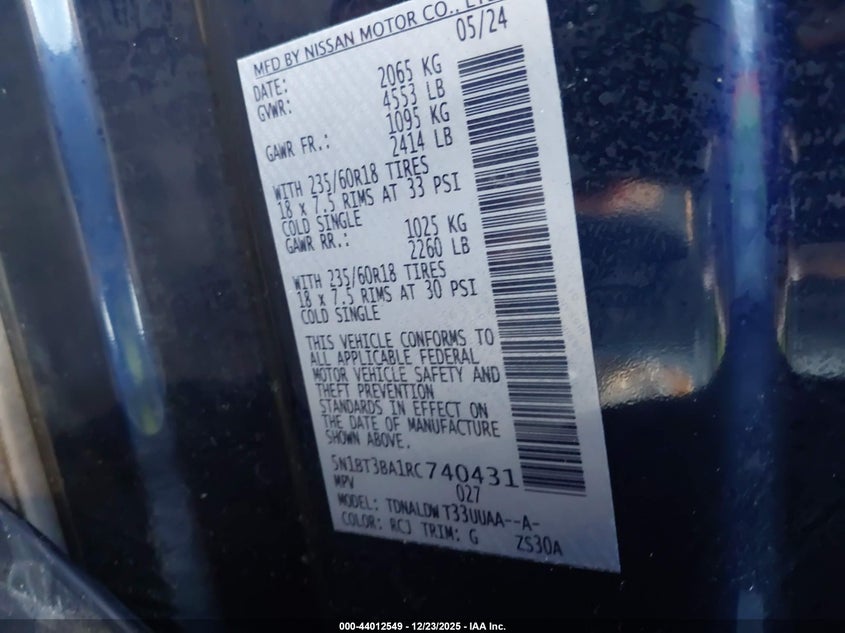 MFD BY NISSAN MOTOR CO., LTD
DATE: 05/24
GVWR: 2065 KG
4553 LB
GAWR FR.: 1095 KG
2414 LB
WITH 235/60R18 TIRES
18 x 7.5 RIMS AT 33 PSI
COLD SINGLE
GAWR RR.: 1025 KG
2260 LB
WITH 235/60R18 TIRES
18 x 7.5 RIMS AT 30 PSI
COLD SINGLE
THIS VEHICLE CONFORMS TO
ALL APPLICABLE FEDERAL
MOTOR VEHICLE SAFETY AND
THEFT PREVENTION
STANDARDS IN EFFECT ON
THE DATE OF MANUFACTURE
SHOWN ABOVE.
5N1BT3BA1RC740431
MPV 027
MODEL: TDNALDW T33UUAA--A-
COLOR: RCJ TRIM: G ZS30A
000-44012549 - 12/23/2025 - IAA Inc.